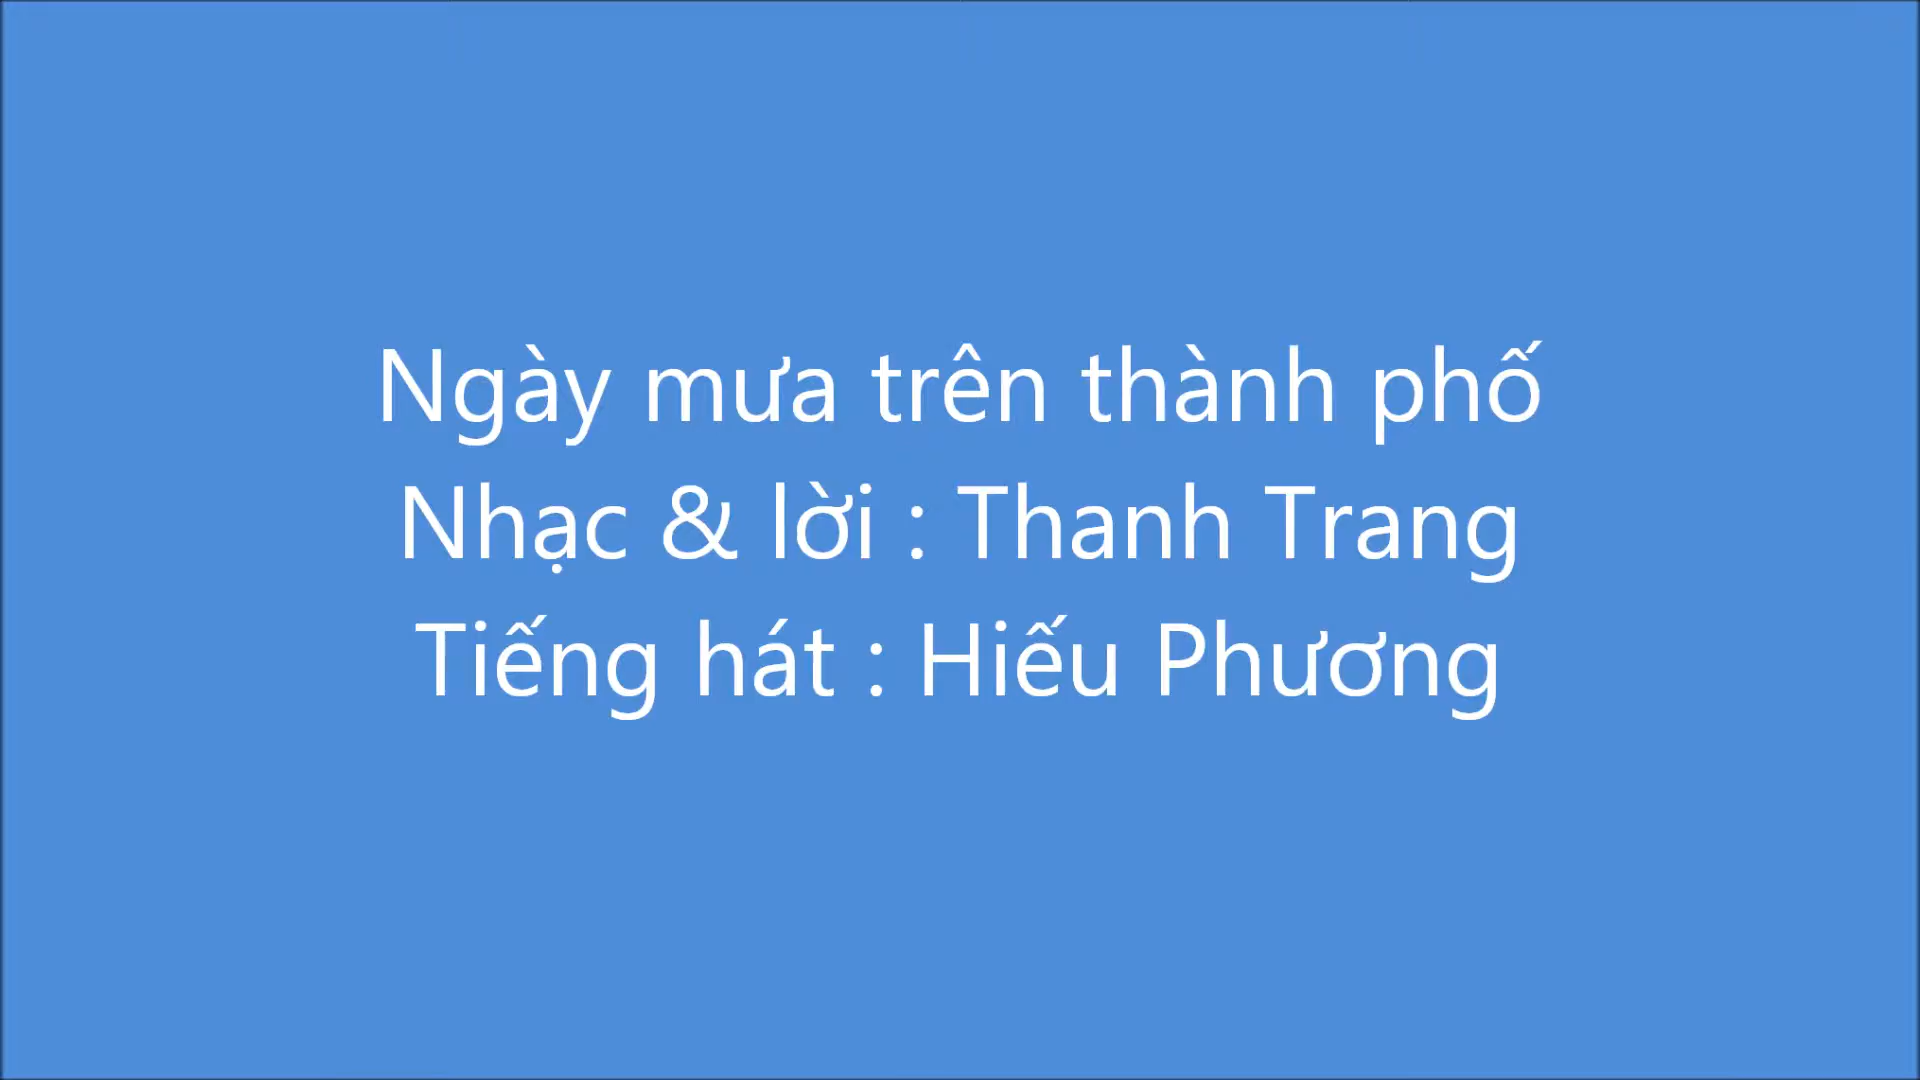 Ngày mưa trên thành phố
Nhạc & lời : Thanh Trang
Tiếng hát : Hiếu Phương